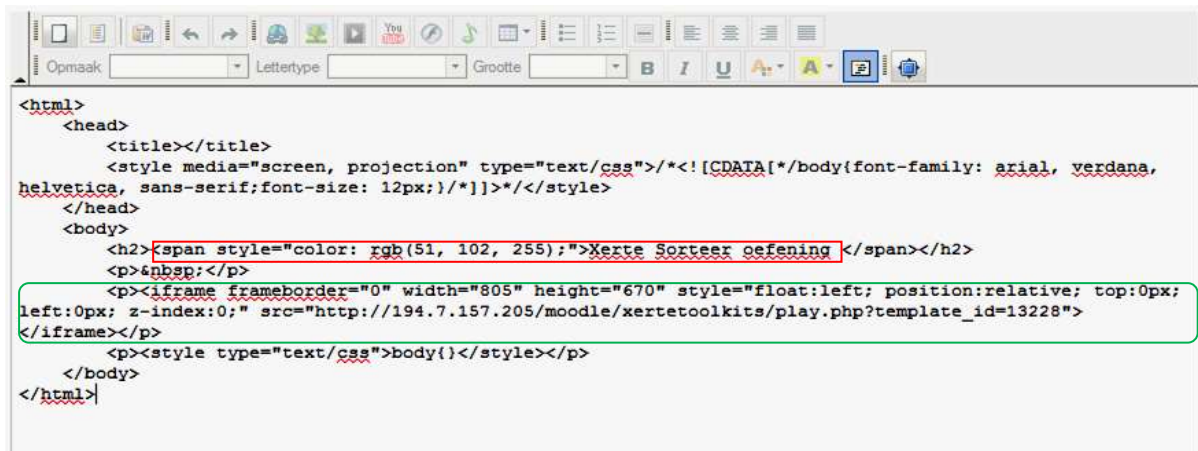 You
Opmaak Lettertype Grootte B I U A A
<html>
<head>
<title></title>
<style media="screen, projection" type="text/css">/*<![CDATA[*/body{font-family: arial, verdana,
helvetica, sans-serif;font-size: 12px;}/*]]>*/</style>
</head>
<body>
<h2><span style="color: rgb(51, 102, 255);">Xerte Sorteer oefening </span></h2>
<p>&nbsp;</p>
<p><iframe frameborder="0" width="805" height="670" style="float:left; position:relative; top:0px;
left:0px; z-index:0;" src="http://194.7.157.205/moodle/xertetoolkits/play.php?template_id=13228">
</iframe></p>
<p><style type="text/css">body{}</style></p>
</body>
</html>